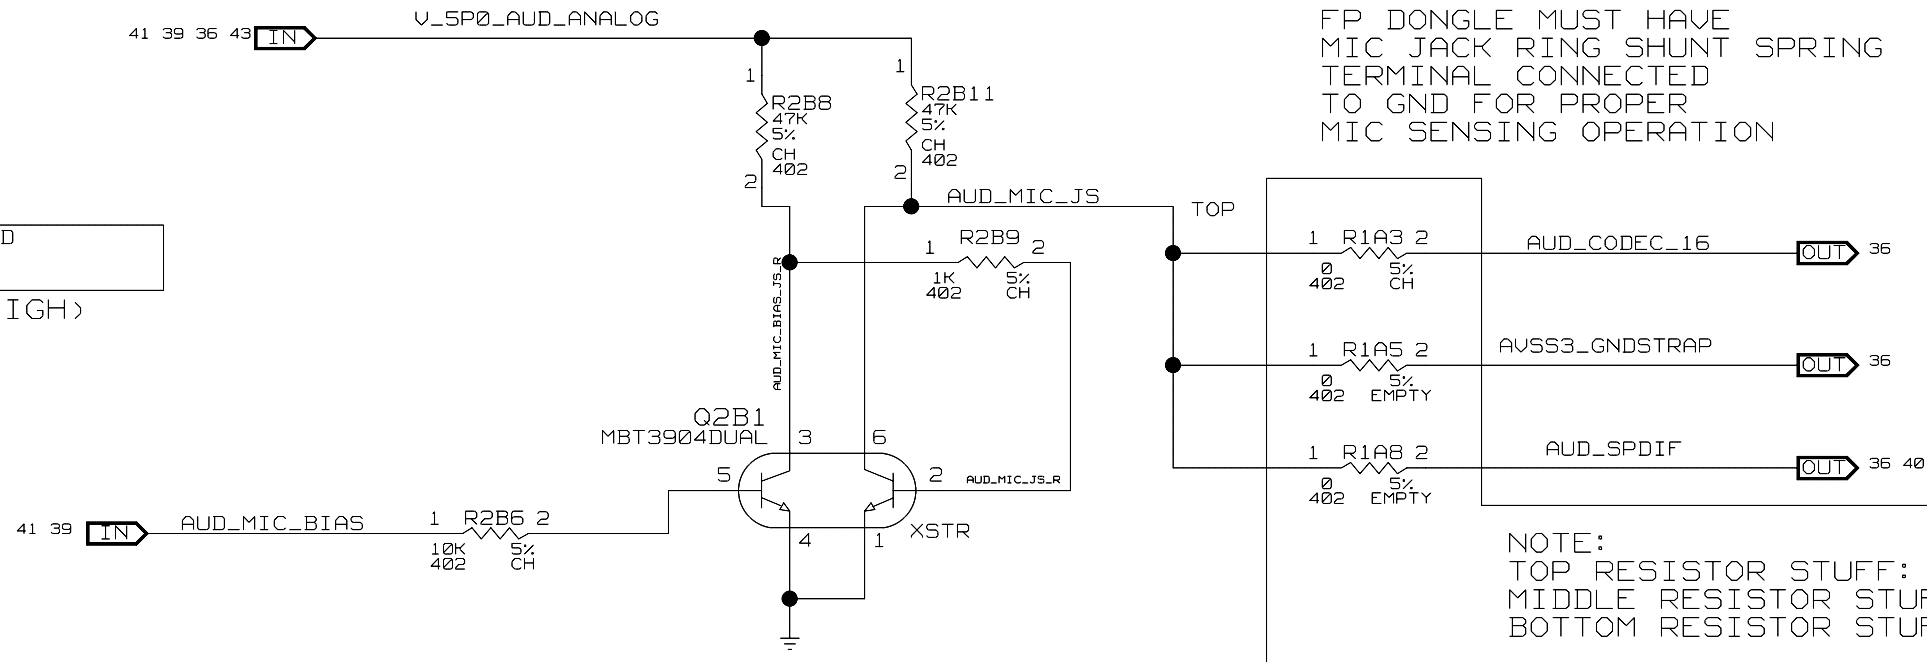 V_5P0_AUD_ANALOG
41 39 36 43 IN
FP DONGLE MUST HAVE
MIC JACK RING SHUNT SPRING
TERMINAL CONNECTED
TO GND FOR PROPER
MIC SENSING OPERATION
1
R2B8
47K
5%
CH
402
2
1
R2B11
47K
5%
CH
402
2
AUD_MIC_JS
TOP
D
IGH)
1 R2B9 2
1K 5%
402 CH
AUD_MIC_BIAS_JS_R
1 R1A3 2
0 5%
402 CH
AUD_CODEC_16
OUT 36
1 R1A5 2
0 5%
402 EMPTY
AVSS3_GNDSTRAP
OUT 36
1 R1A8 2
0 5%
402 EMPTY
AUD_SPDIF
OUT 36 40
Q2B1
MBT3904DUAL
3 6
5 2
AUD_MIC_JS_R
4 1
XSTR
41 39 IN
AUD_MIC_BIAS
1 R2B6 2
10K 5%
402 CH
NOTE:
TOP RESISTOR STUFF:
MIDDLE RESISTOR STUF
BOTTOM RESISTOR STUF